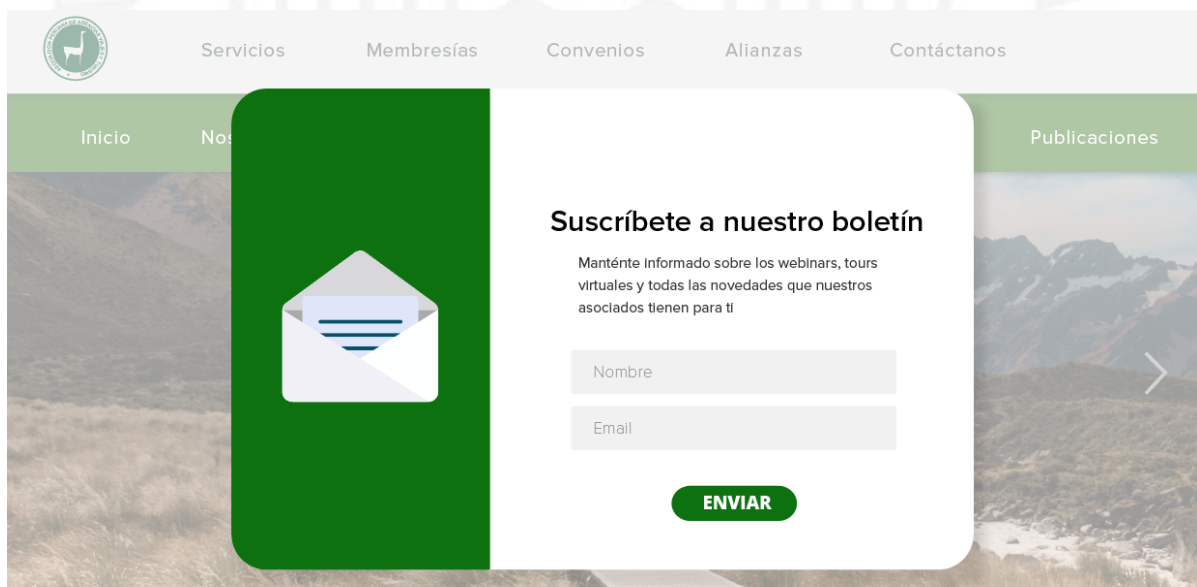 Servicios Membresías Convenios Alianzas Contáctanos
Inicio Publicaciones
Suscríbete a nuestro boletín
Manténte informado sobre los webinars, tours
virtuales y todas las novedades que nuestros
asociados tienen para ti
Nombre
Email
ENVIAR